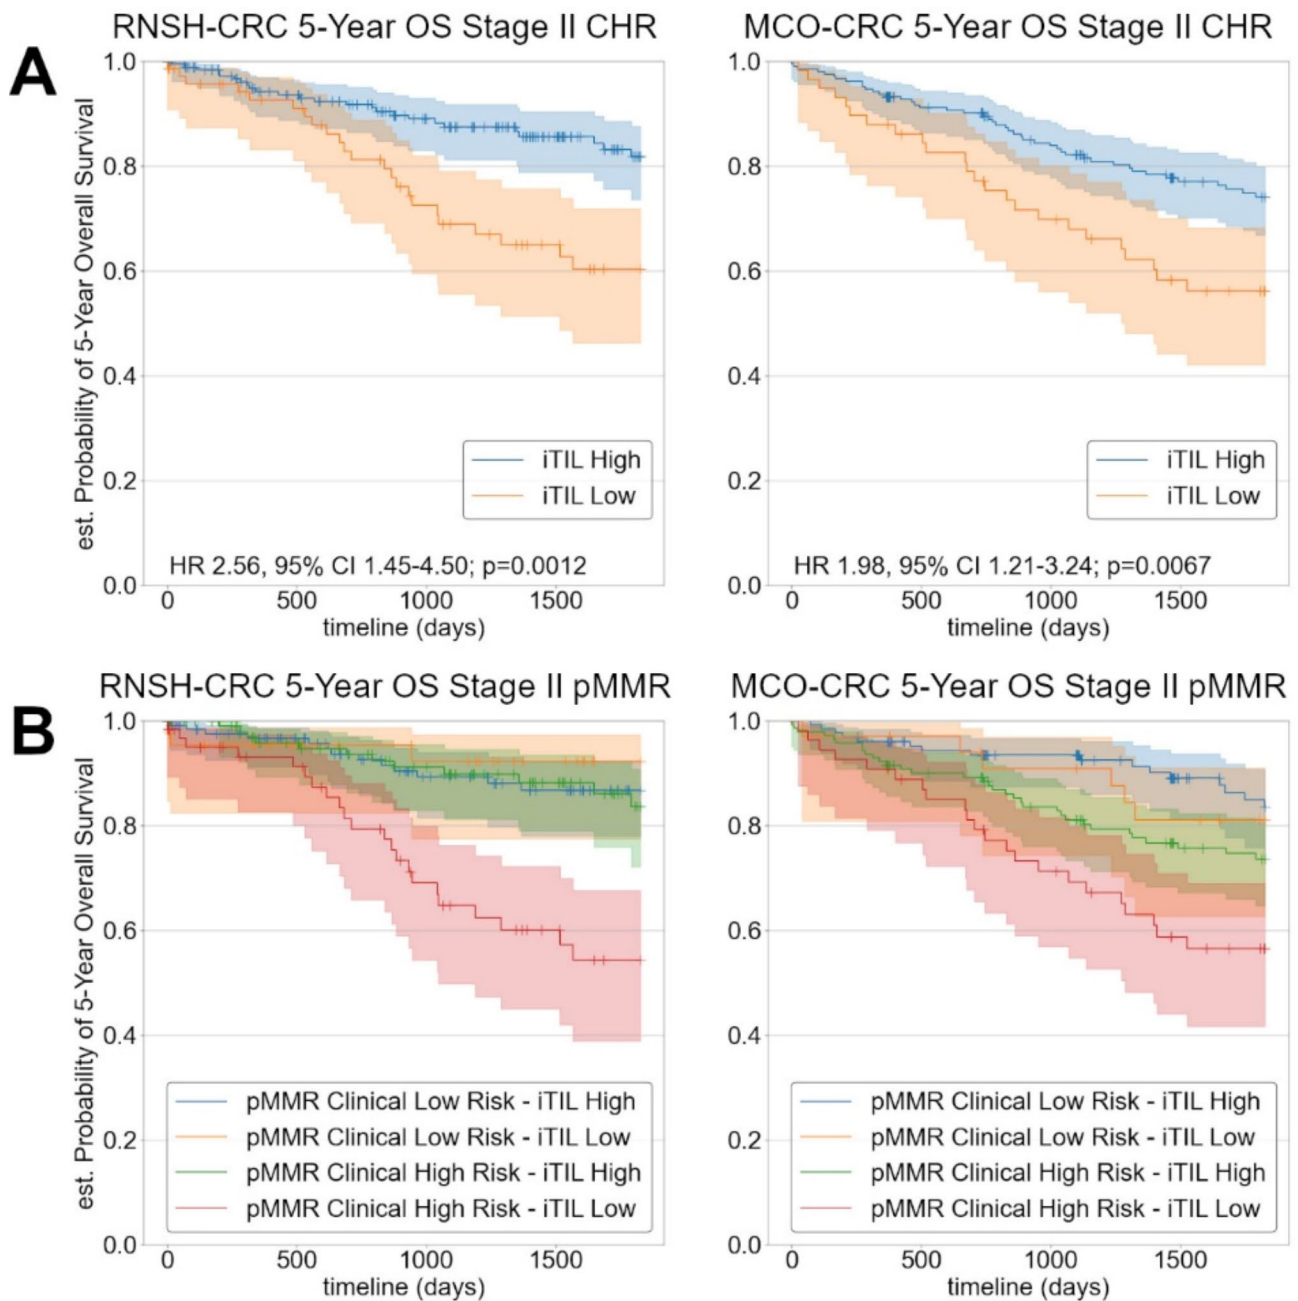 A
RNSH-CRC 5-Year OS Stage II CHR
est. Probability of 5-Year Overall Survival
1.0
0.8
0.6
0.4
0.2
0.0
iTIL High
iTIL Low
HR 2.56, 95% CI 1.45-4.50; p=0.0012
0 500 1000 1500
timeline (days)
MCO-CRC 5-Year OS Stage II CHR
1.0
0.8
0.6
0.4
0.2
0.0
iTIL High
iTIL Low
HR 1.98, 95% CI 1.21-3.24; p=0.0067
0 500 1000 1500
timeline (days)
B
RNSH-CRC 5-Year OS Stage II pMMR
est. Probability of 5-Year Overall Survival
1.0
0.8
0.6
0.4
0.2
0.0
pMMR Clinical Low Risk - iTIL High
pMMR Clinical Low Risk - iTIL Low
pMMR Clinical High Risk - iTIL High
pMMR Clinical High Risk - iTIL Low
0 500 1000 1500
timeline (days)
MCO-CRC 5-Year OS Stage II pMMR
1.0
0.8
0.6
0.4
0.2
0.0
pMMR Clinical Low Risk - iTIL High
pMMR Clinical Low Risk - iTIL Low
pMMR Clinical High Risk - iTIL High
pMMR Clinical High Risk - iTIL Low
0 500 1000 1500
timeline (days)